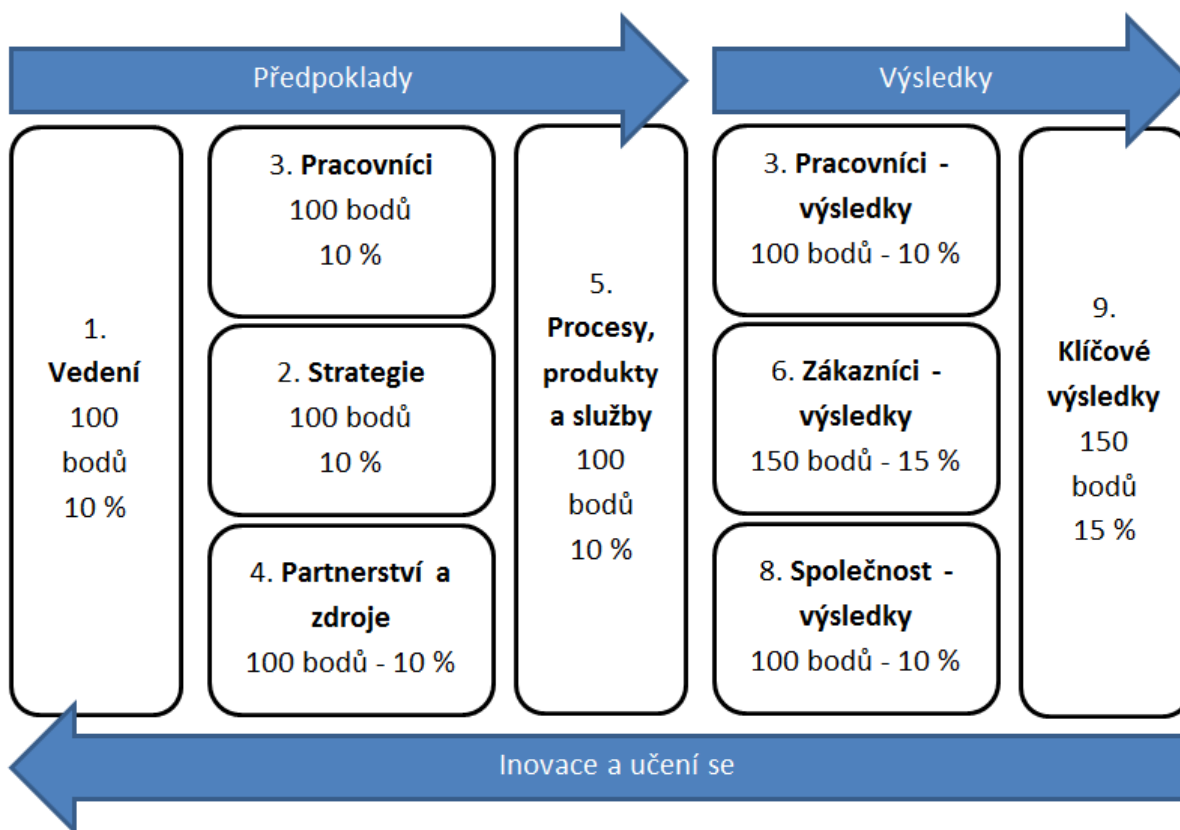 Předpoklady
Výsledky
1.
Vedení
100
bodů
10 %
3. Pracovníci
100 bodů
10 %
2. Strategie
100 bodů
10 %
4. Partnerství a
zdroje
100 bodů - 10 %
5.
Procesy,
produkty
a služby
100
bodů
10 %
3. Pracovníci -
výsledky
100 bodů - 10 %
6. Zákazníci -
výsledky
150 bodů - 15 %
8. Společnost -
výsledky
100 bodů - 10 %
9.
Klíčové
výsledky
150
bodů
15 %
Inovace a učení se